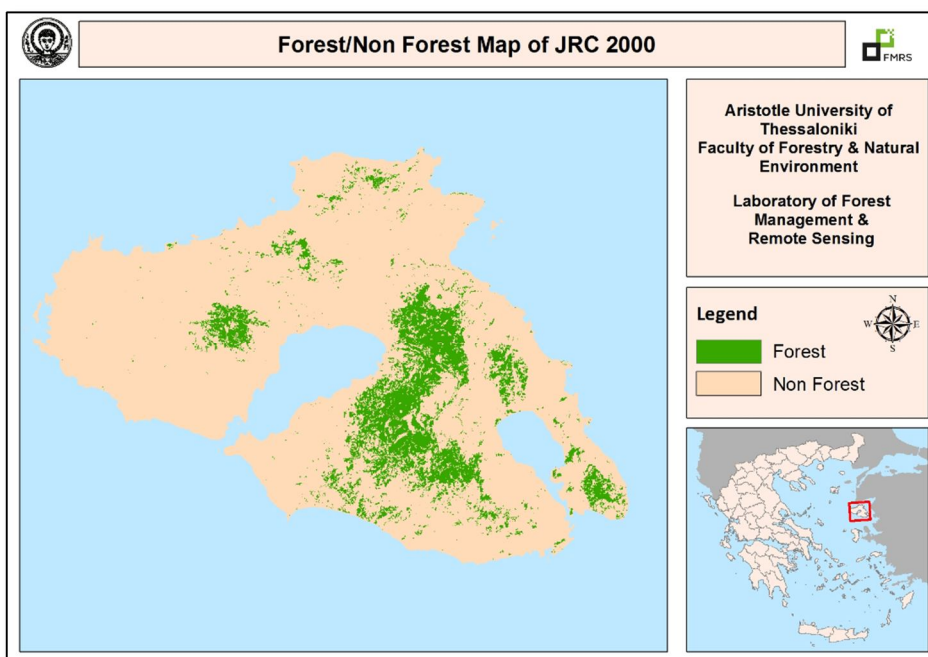 Forest/Non Forest Map of JRC 2000
FMRS
Aristotle University of
Thessaloniki
Faculty of Forestry & Natural
Environment
Laboratory of Forest
Management &
Remote Sensing
Legend
N
W E
S
Forest
Non Forest